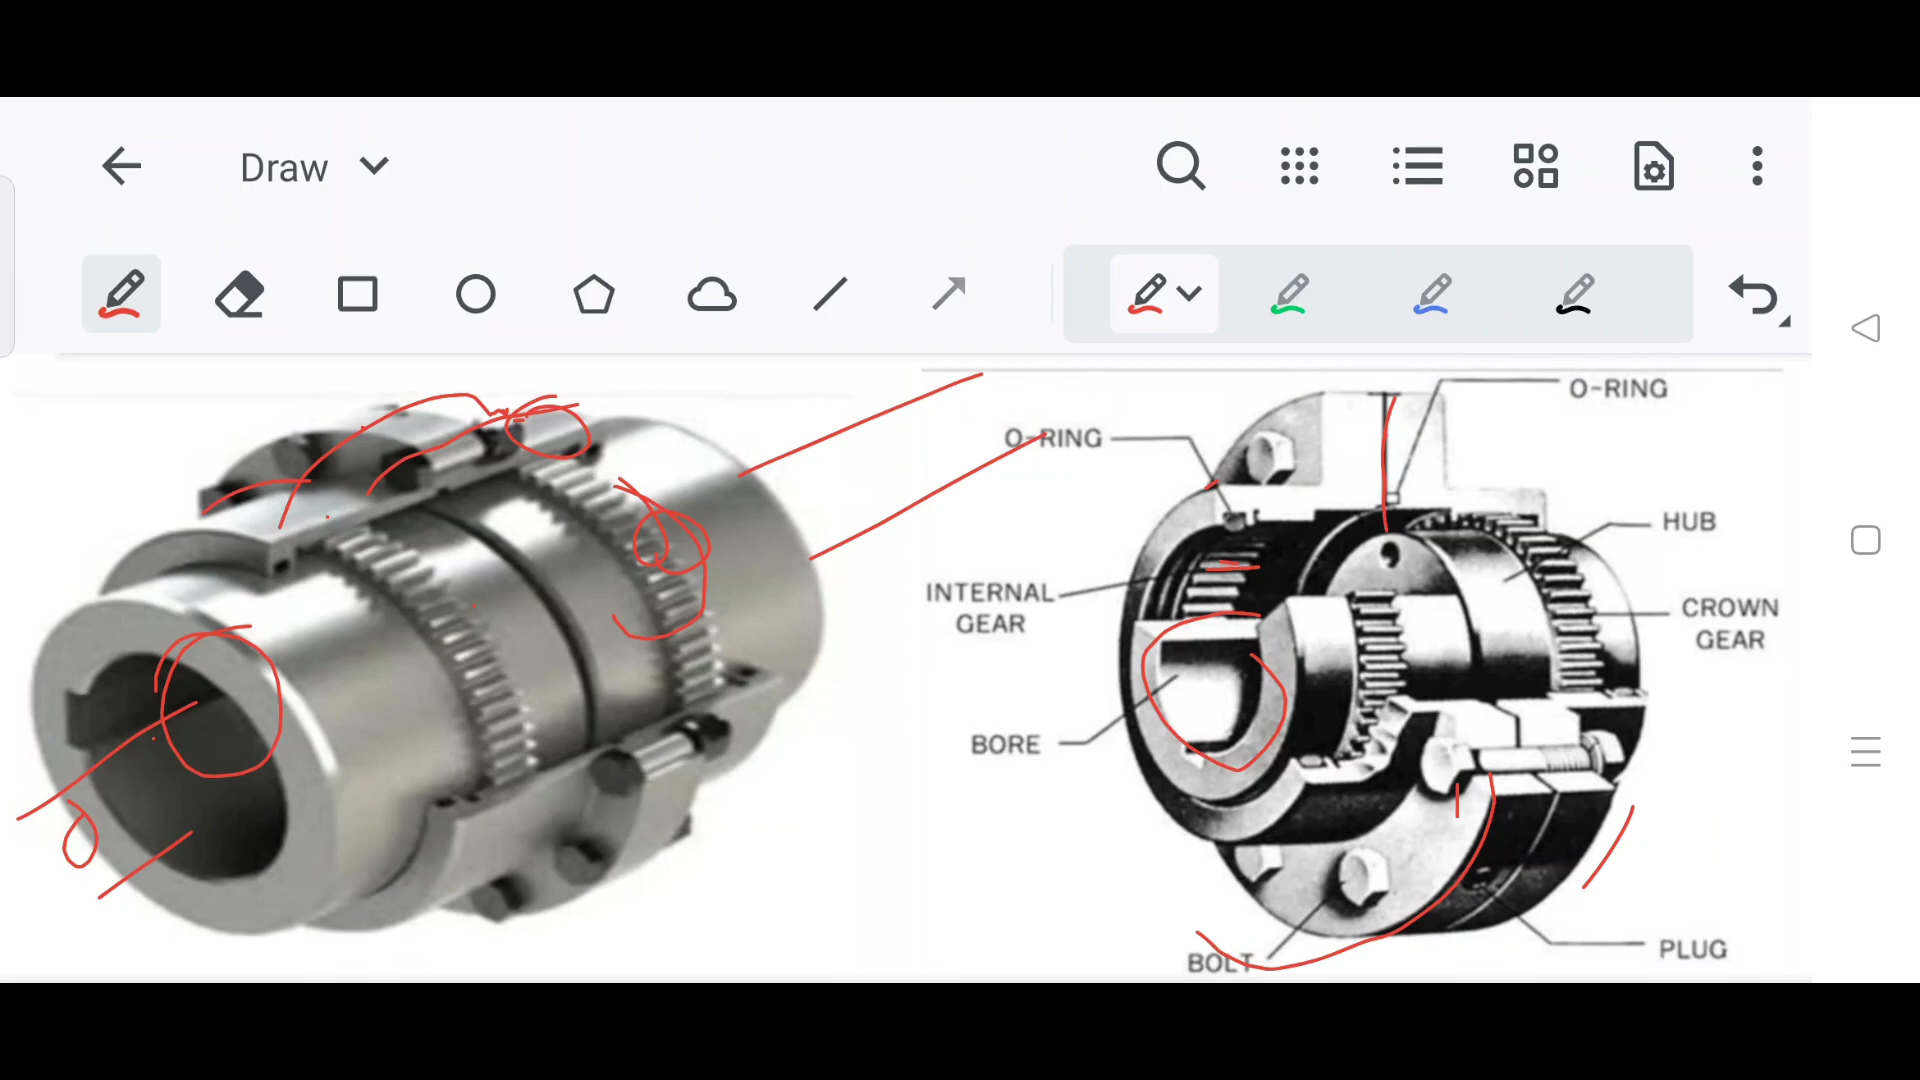 Draw
O-RING
O-RING
HUB
INTERNAL
GEAR
CROWN
GEAR
BORE
BOLT
PLUG